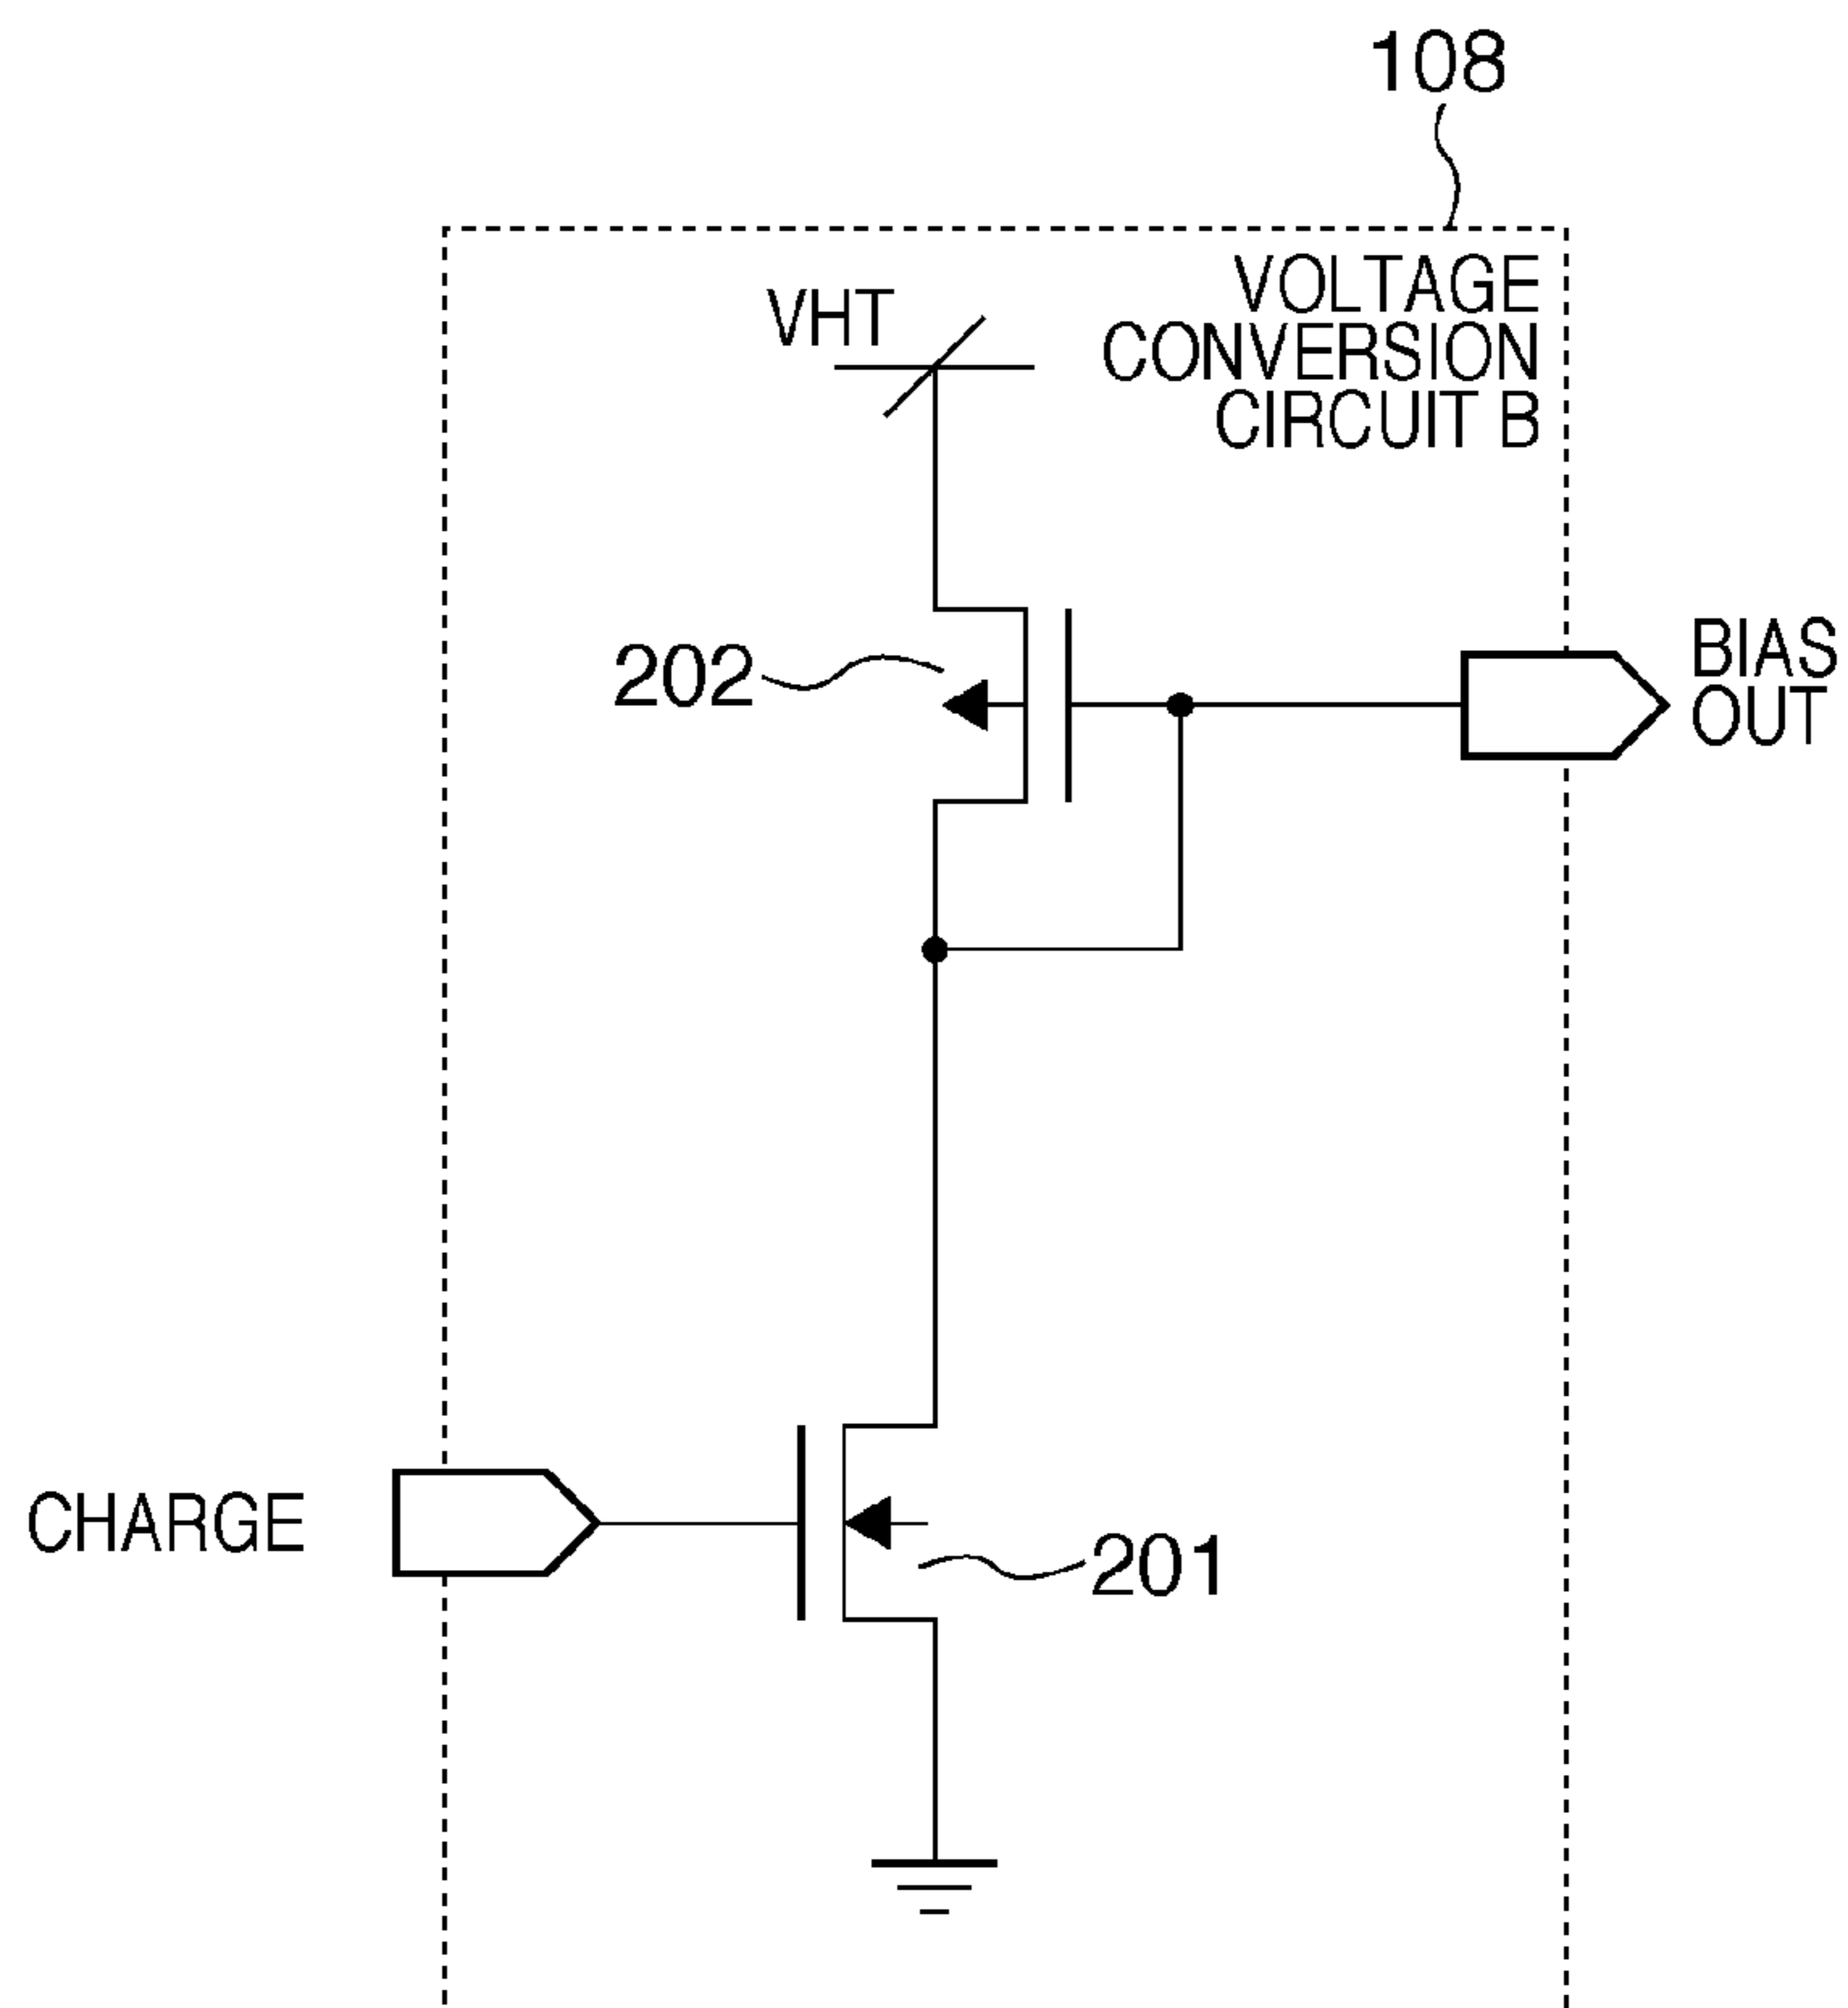 108
VOLTAGE
CONVERSION
CIRCUIT B
VHT
202
BIAS
OUT
CHARGE
201